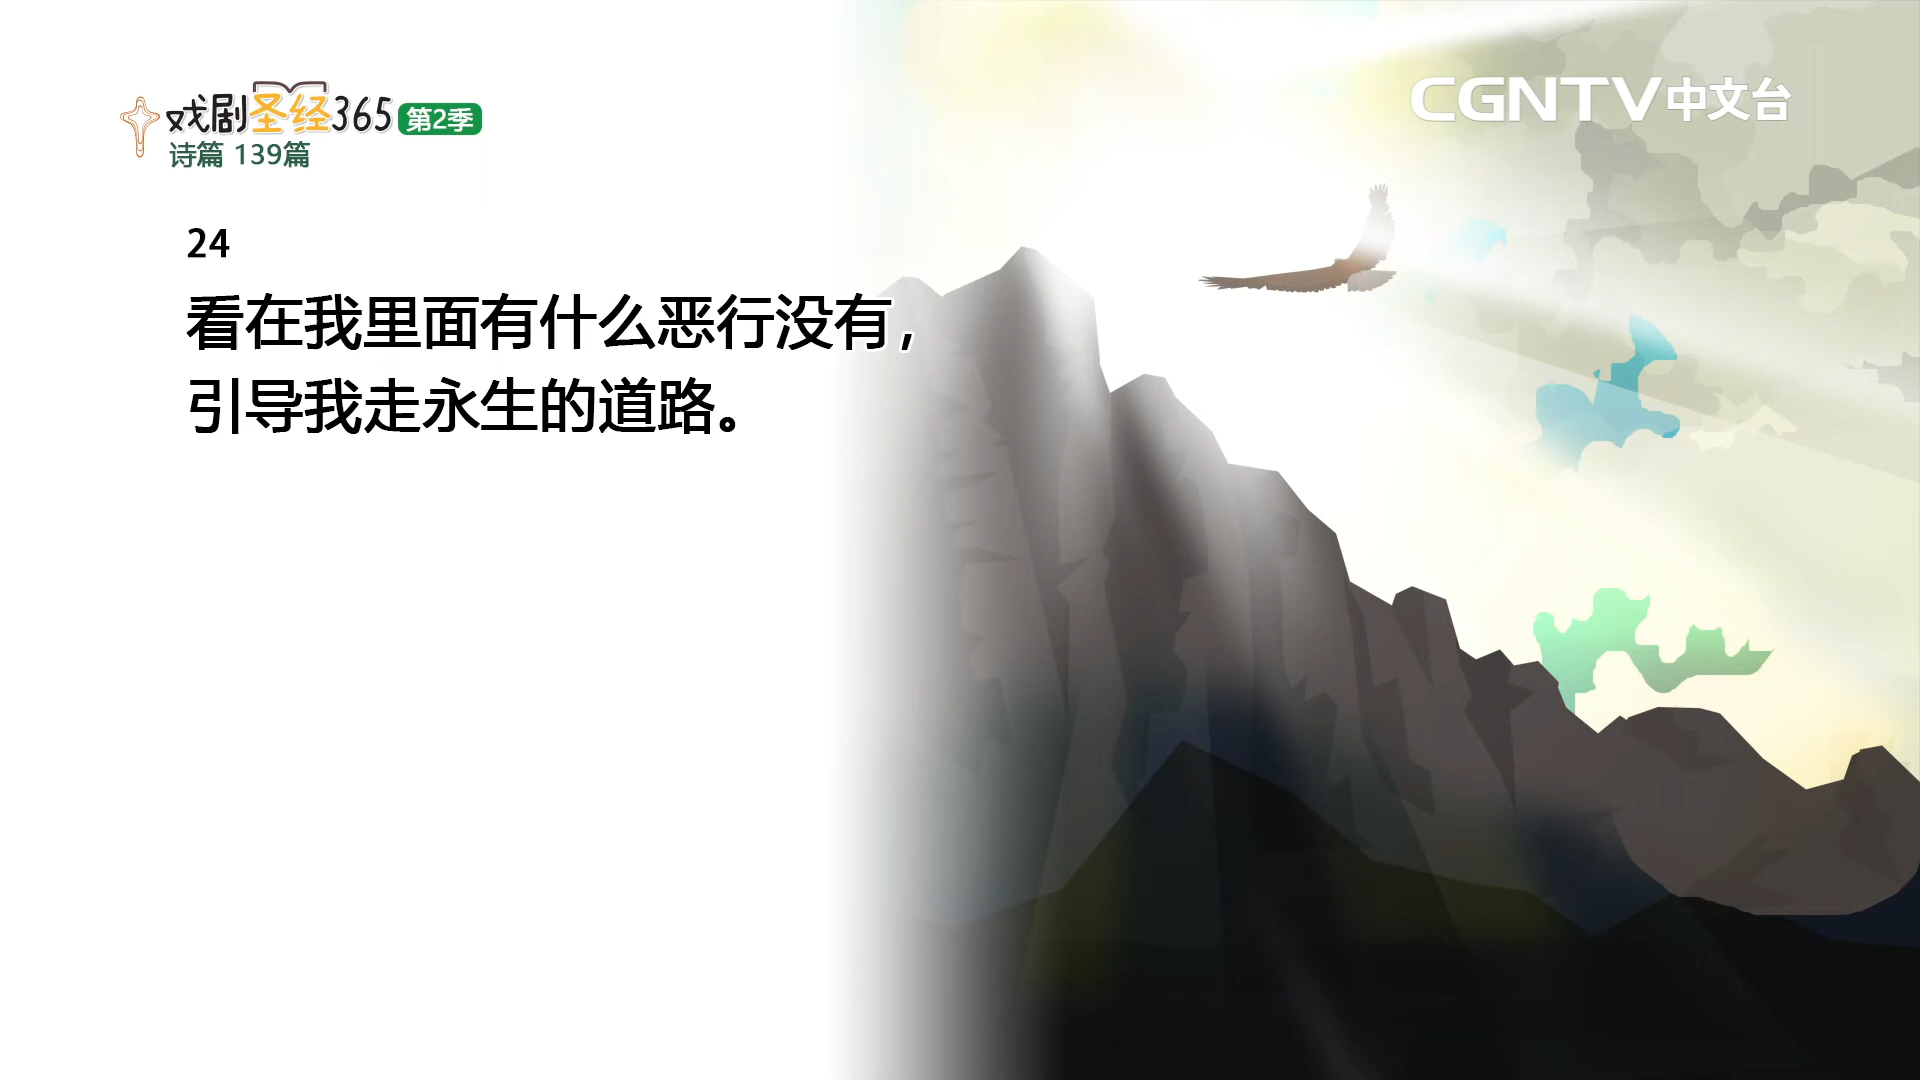 戏剧圣经365 第2季
诗篇 139篇
CGNTV中文台
24
看在我里面有什么恶行没有，
引导我走永生的道路。